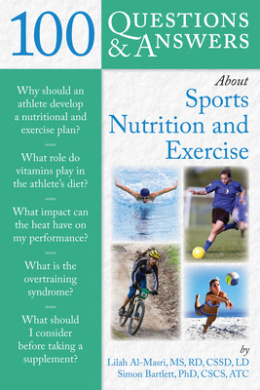 100 QUESTIONS
& ANSWERS
About
Sports
Nutrition and
Exercise
Why should an
athlete develop
a nutritional and
exercise plan?
What role do
vitamins play in
the athlete's diet?
What impact can
the heat have on
my performance?
What is the
overtraining
syndrome?
What should
I consider
before taking a
supplement?
by
Lilah Al-Masri, MS, RD, CSSD, LD
Simon Bartlett, PhD, CSCS, ATC